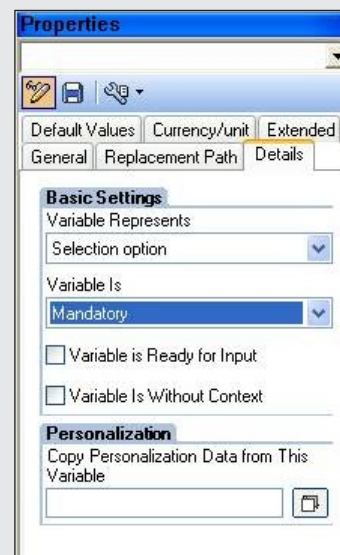 Properties
Default Values Currency/unit Extended
General Replacement Path Details
Basic Settings
Variable Represents
Selection option
Variable Is
Mandatory
Variable is Ready for Input
Variable Is Without Context
Personalization
Copy Personalization Data from This
Variable